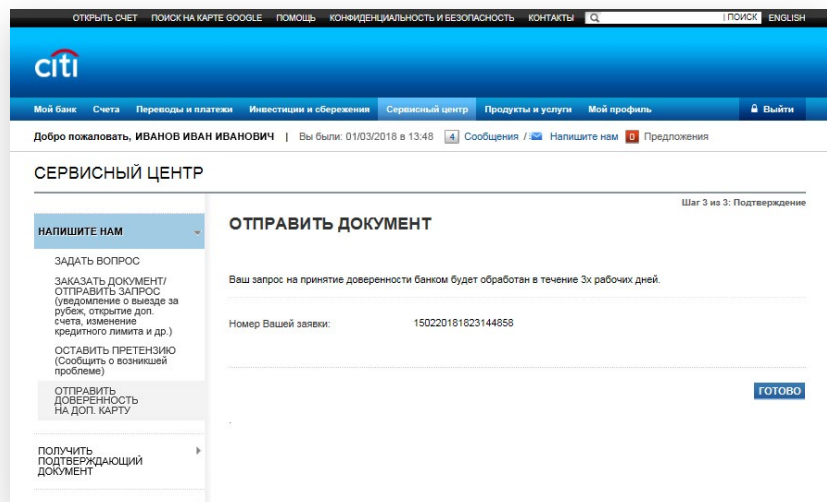 ОТКРЫТЬ СЧЕТ ПОИСК НА КАРТЕ GOOGLE ПОМОЩЬ КОНФИДЕНЦИАЛЬНОСТЬ И БЕЗОПАСНОСТЬ КОНТАКТЫ | ПОИСК ENGLISH
citi
Мой банк Счета Переводы и платежи Инвестиции и сбережения Сервисный центр Продукты и услуги Мой профиль Выйти
Добро пожаловать, ИВАНОВ ИВАН ИВАНОВИЧ | Вы были: 01/03/2018 в 13:48 4 Сообщения / Напишите нам 0 Предложения
СЕРВИСНЫЙ ЦЕНТР
Шаг 3 из 3: Подтверждение
НАПИШИТЕ НАМ
ЗАДАТЬ ВОПРОС
ЗАКАЗАТЬ ДОКУМЕНТ/
ОТПРАВИТЬ ЗАПРОС
(уведомление о выезде за
рубеж, открытие доп.
счета, изменение
кредитного лимита и др.)
ОСТАВИТЬ ПРЕТЕНЗИЮ
(Сообщить о возникшей
проблеме)
ОТПРАВИТЬ
ДОВЕРЕННОСТЬ
НА ДОП. КАРТУ
ПОЛУЧИТЬ
ПОДТВЕРЖДАЮЩИЙ
ДОКУМЕНТ
ОТПРАВИТЬ ДОКУМЕНТ
Ваш запрос на принятие доверенности банком будет обработан в течение 3х рабочих дней.
Номер Вашей заявки: 150220181823144858
ГОТОВО